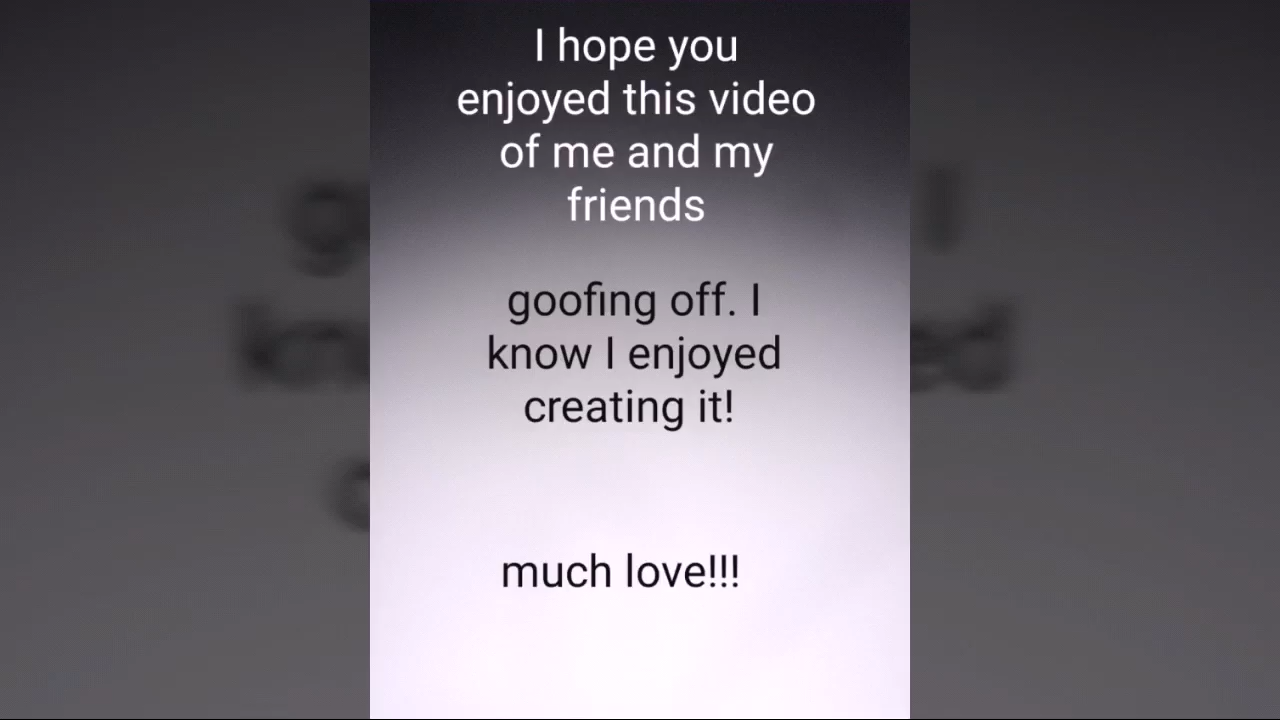 I hope you
enjoyed this video
of me and my
friends
goofing off. I
know I enjoyed
creating it!
much love!!!